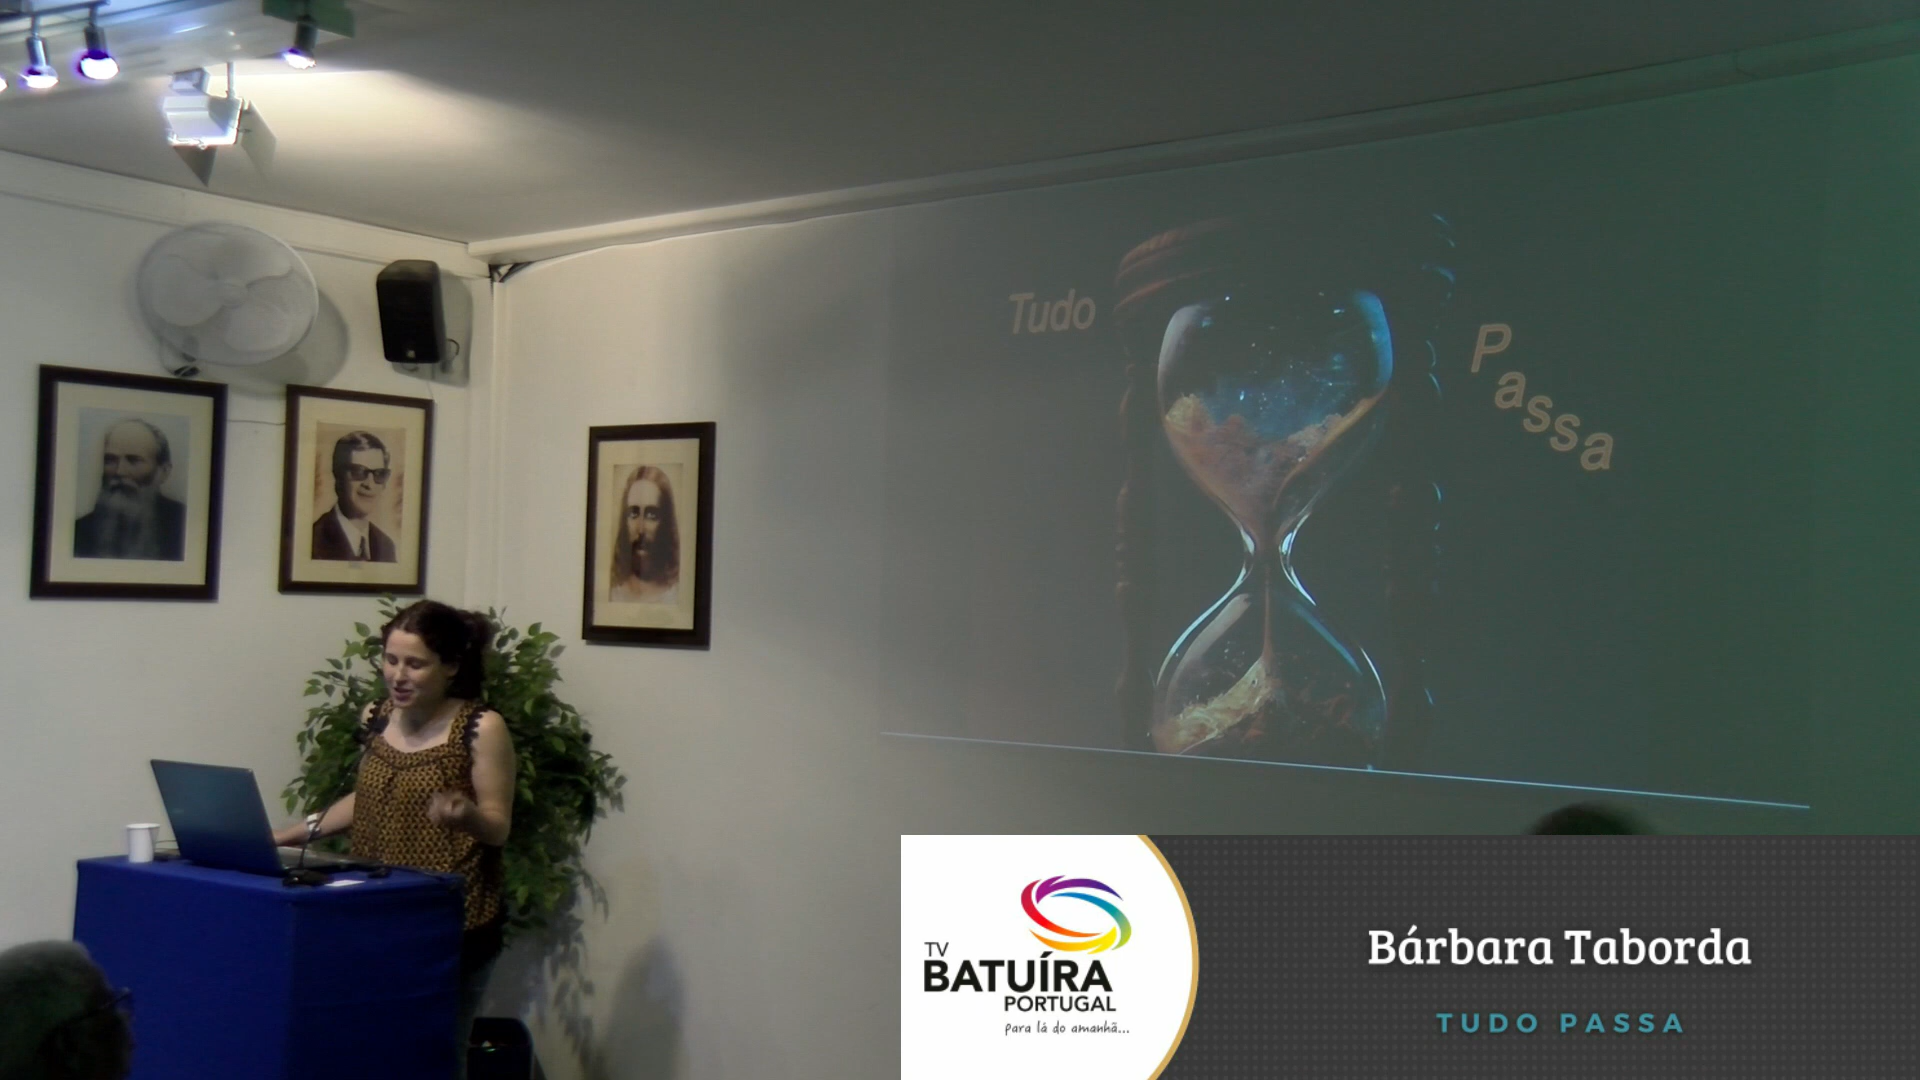 Tudo
Passa
TV
BATUÍRA
PORTUGAL
para lá do amanhã...
Bárbara Taborda
TUDO PASSA